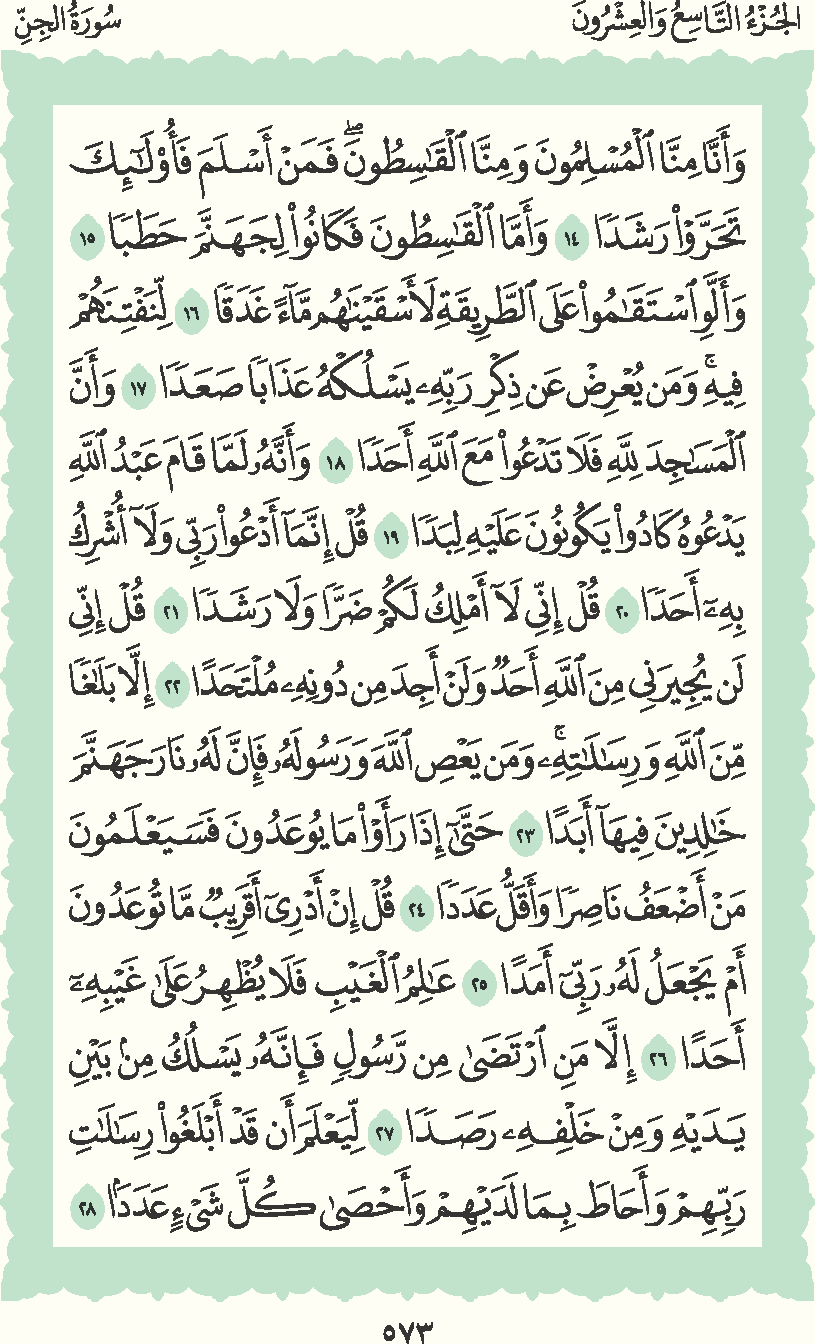 الجُزْءُ التَّاسِعُ وَالْعِشْرُونَ
سُورَةُ الجِنِّ
وَأَنَّا مِنَّا ٱلْمُسْلِمُونَ وَمِنَّا ٱلْقَٰسِطُونَۖ فَمَنْ أَسْلَمَ فَأُو۟لَٰٓئِكَ
تَحَرَّوْا۟ رَشَدًا ١٤ وَأَمَّا ٱلْقَٰسِطُونَ فَكَانُوا۟ لِجَهَنَّمَ حَطَبًا ١٥
وَأَلَّوِ ٱسْتَقَٰمُوا۟ عَلَى ٱلطَّرِيقَةِ لَأَسْقَيْنَٰهُم مَّآءً غَدَقًا ١٦ لِّنَفْتِنَهُمْ
فِيهِۚ وَمَن يُعْرِضْ عَن ذِكْرِ رَبِّهِۦ يَسْلُكْهُ عَذَابًا صَعَدًا ١٧ وَأَنَّ
ٱلْمَسَٰجِدَ لِلَّهِ فَلَا تَدْعُوا۟ مَعَ ٱللَّهِ أَحَدًا ١٨ وَأَنَّهُۥ لَمَّا قَامَ عَبْدُ ٱللَّهِ
يَدْعُوهُ كَادُوا۟ يَكُونُونَ عَلَيْهِ لِبَدًا ١٩ قُلْ إِنَّمَآ أَدْعُوا۟ رَبِّى وَلَآ أُشْرِكُ
بِهِۦٓ أَحَدًا ٢٠ قُلْ إِنِّى لَآ أَمْلِكُ لَكُمْ ضَرًّا وَلَا رَشَدًا ٢١ قُلْ إِنِّى
لَن يُجِيرَنِى مِنَ ٱللَّهِ أَحَدٌ وَلَنْ أَجِدَ مِن دُونِهِۦ مُلْتَحَدًا ٢٢ إِلَّا بَلَٰغًا
مِّنَ ٱللَّهِ وَرِسَٰلَٰتِهِۦۚ وَمَن يَعْصِ ٱللَّهَ وَرَسُولَهُۥ فَإِنَّ لَهُۥ نَارَ جَهَنَّمَ
خَٰلِدِينَ فِيهَآ أَبَدًا ٢٣ حَتَّىٰٓ إِذَا رَأَوْا۟ مَا يُوعَدُونَ فَسَيَعْلَمُونَ
مَنْ أَضْعَفُ نَاصِرًا وَأَقَلُّ عَدَدًا ٢٤ قُلْ إِنْ أَدْرِىٓ أَقَرِيبٌ مَّا تُوعَدُونَ
أَمْ يَجْعَلُ لَهُۥ رَبِّىٓ أَمَدًا ٢٥ عَٰلِمُ ٱلْغَيْبِ فَلَا يُظْهِرُ عَلَىٰ غَيْبِهِۦٓ
أَحَدًا ٢٦ إِلَّا مَنِ ٱرْتَضَىٰ مِن رَّسُولٍ فَإِنَّهُۥ يَسْلُكُ مِنۢ بَيْنِ
يَدَيْهِ وَمِنْ خَلْفِهِۦ رَصَدًا ٢٧ لِّيَعْلَمَ أَن قَدْ أَبْلَغُوا۟ رِسَٰلَٰتِ
رَبِّهِمْ وَأَحَاطَ بِمَا لَدَيْهِمْ وَأَحْصَىٰ كُلَّ شَىْءٍ عَدَدًۢا ٢٨
٥٧٣